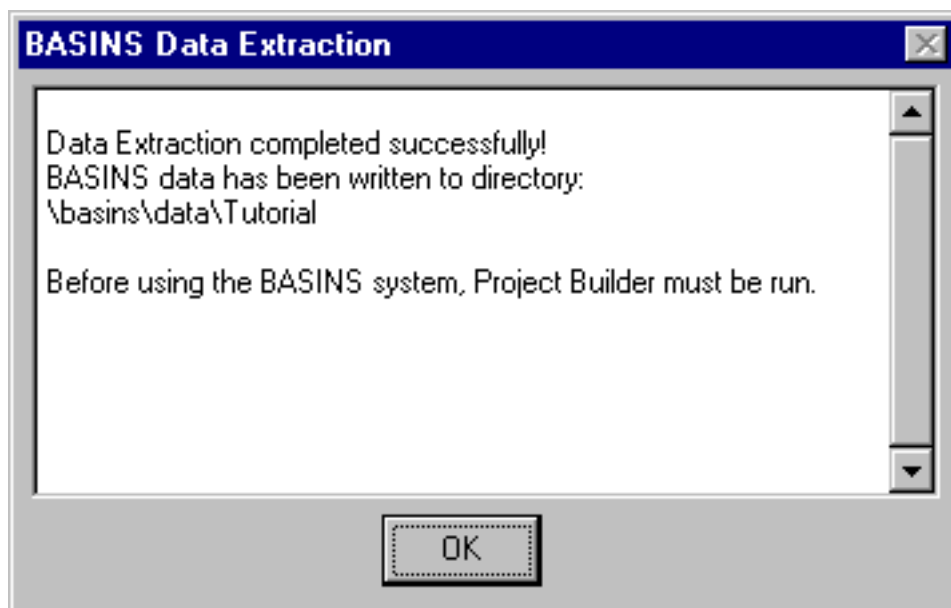 BASINS Data Extraction
Data Extraction completed successfully!
BASINS data has been written to directory:
\basins\data\Tutorial
Before using the BASINS system, Project Builder must be run.
OK